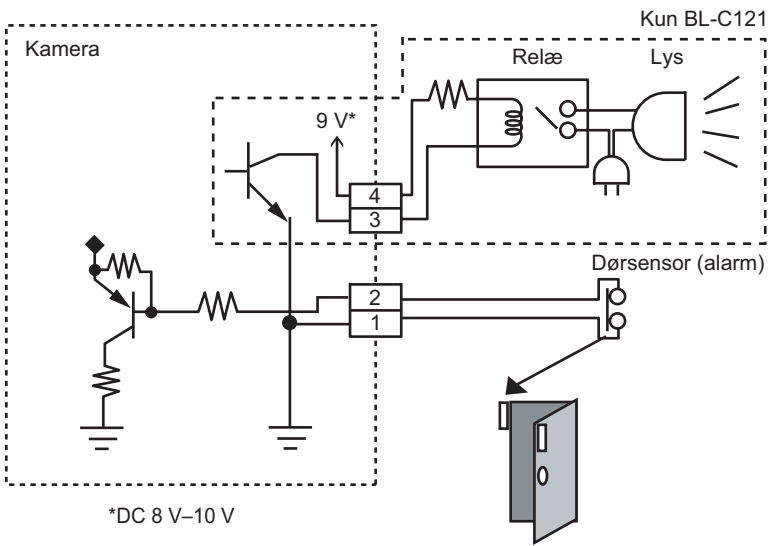 Kun BL-C121
Kamera
Relæ
Lys
9 V*
4
3
Dørsensor (alarm)
2
1
*DC 8 V–10 V